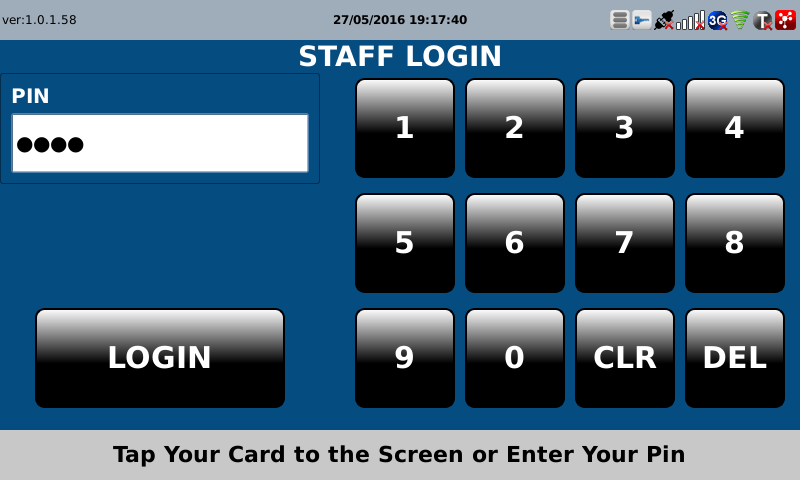 ver:1.0.1.58
27/05/2016 19:17:40
3G
T
STAFF LOGIN
PIN
●●●●
1 2 3 4
5 6 7 8
LOGIN
9 0 CLR DEL
Tap Your Card to the Screen or Enter Your Pin